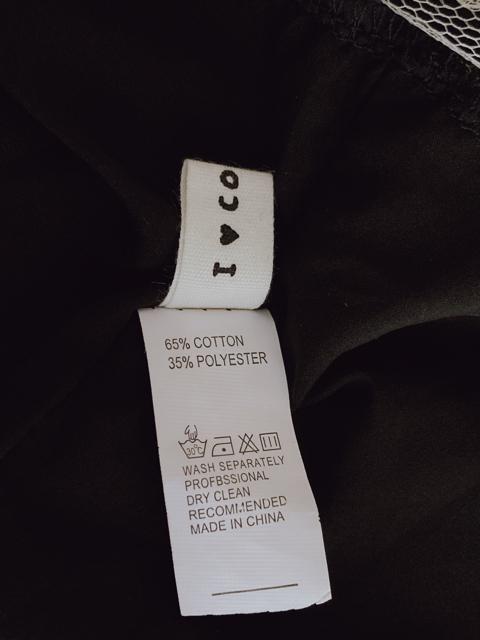 I ♥ CO
65% COTTON
35% POLYESTER
30°C
WASH SEPARATELY
PROFBSSIONAL
DRY CLEAN
RECOMMENDED
MADE IN CHINA